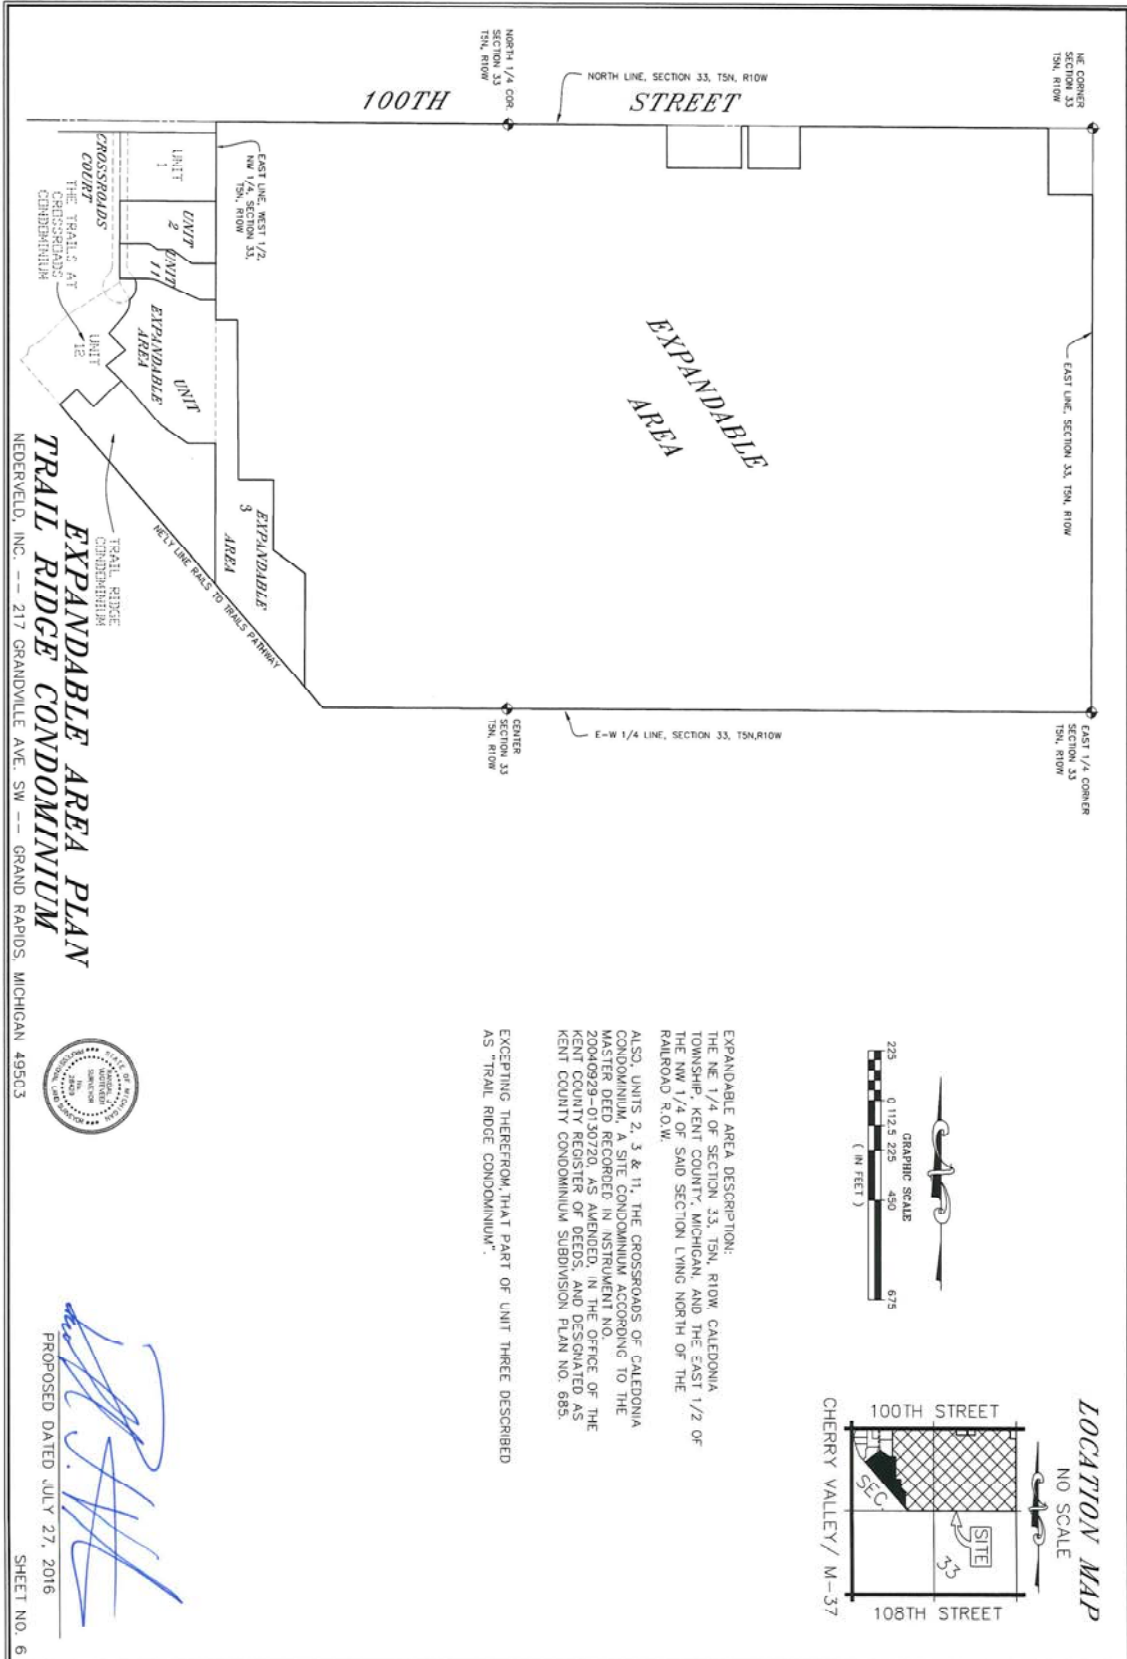 NE CORNER
SECTION 33
T5N, R10W
NORTH LINE, SECTION 33, T5N, R10W
NORTH 1/4 COR.
SECTION 33
T5N, R10W
100TH STREET
EAST LINE, SECTION 33, T5N, R10W
EAST LINE, WEST 1/2,
NW 1/4, SECTION 33,
T5N, R10W
EXPANDABLE
AREA
UNIT
1
UNIT
2
UNIT
11
CROSSROADS
COURT
THE TRAILS AT
CROSSROADS
CONDOMINIUM
UNIT
12
EXPANDABLE
AREA
UNIT
3
EXPANDABLE
AREA
NE'LY LINE RAILS TO TRAILS PATHWAY
TRAIL RIDGE
CONDOMINIUM
EAST 1/4 CORNER
SECTION 33
T5N, R10W
E-W 1/4 LINE, SECTION 33, T5N,R10W
CENTER
SECTION 33
T5N, R10W
LOCATION MAP
NO SCALE
100TH STREET
108TH STREET
CHERRY VALLEY/ M-37
SITE
SEC.
33
225 0 112.5 225 450 675
GRAPHIC SCALE
( IN FEET )
EXPANDABLE AREA DESCRIPTION:
THE NE 1/4 OF SECTION 33, T5N, R10W, CALEDONIA
TOWNSHIP, KENT COUNTY, MICHIGAN, AND THE EAST 1/2 OF
THE NW 1/4 OF SAID SECTION LYING NORTH OF THE
RAILROAD R.O.W.
ALSO, UNITS 2, 3 & 11, THE CROSSROADS OF CALEDONIA
CONDOMINIUM, A SITE CONDOMINIUM ACCORDING TO THE
MASTER DEED RECORDED IN INSTRUMENT NO.
20040929-0130720, AS AMENDED, IN THE OFFICE OF THE
KENT COUNTY REGISTER OF DEEDS, AND DESIGNATED AS
KENT COUNTY CONDOMINIUM SUBDIVISION PLAN NO. 685.
EXCEPTING THEREFROM, THAT PART OF UNIT THREE DESCRIBED
AS "TRAIL RIDGE CONDOMINIUM".
EXPANDABLE AREA PLAN
TRAIL RIDGE CONDOMINIUM
NEDERVELD, INC. -- 217 GRANDVILLE AVE. SW -- GRAND RAPIDS, MICHIGAN 49503
STATE OF MICHIGAN
SURVEYOR
No.
PROFESSIONAL LAND SURVEYOR
PROPOSED DATED JULY 27, 2016
SHEET NO. 6